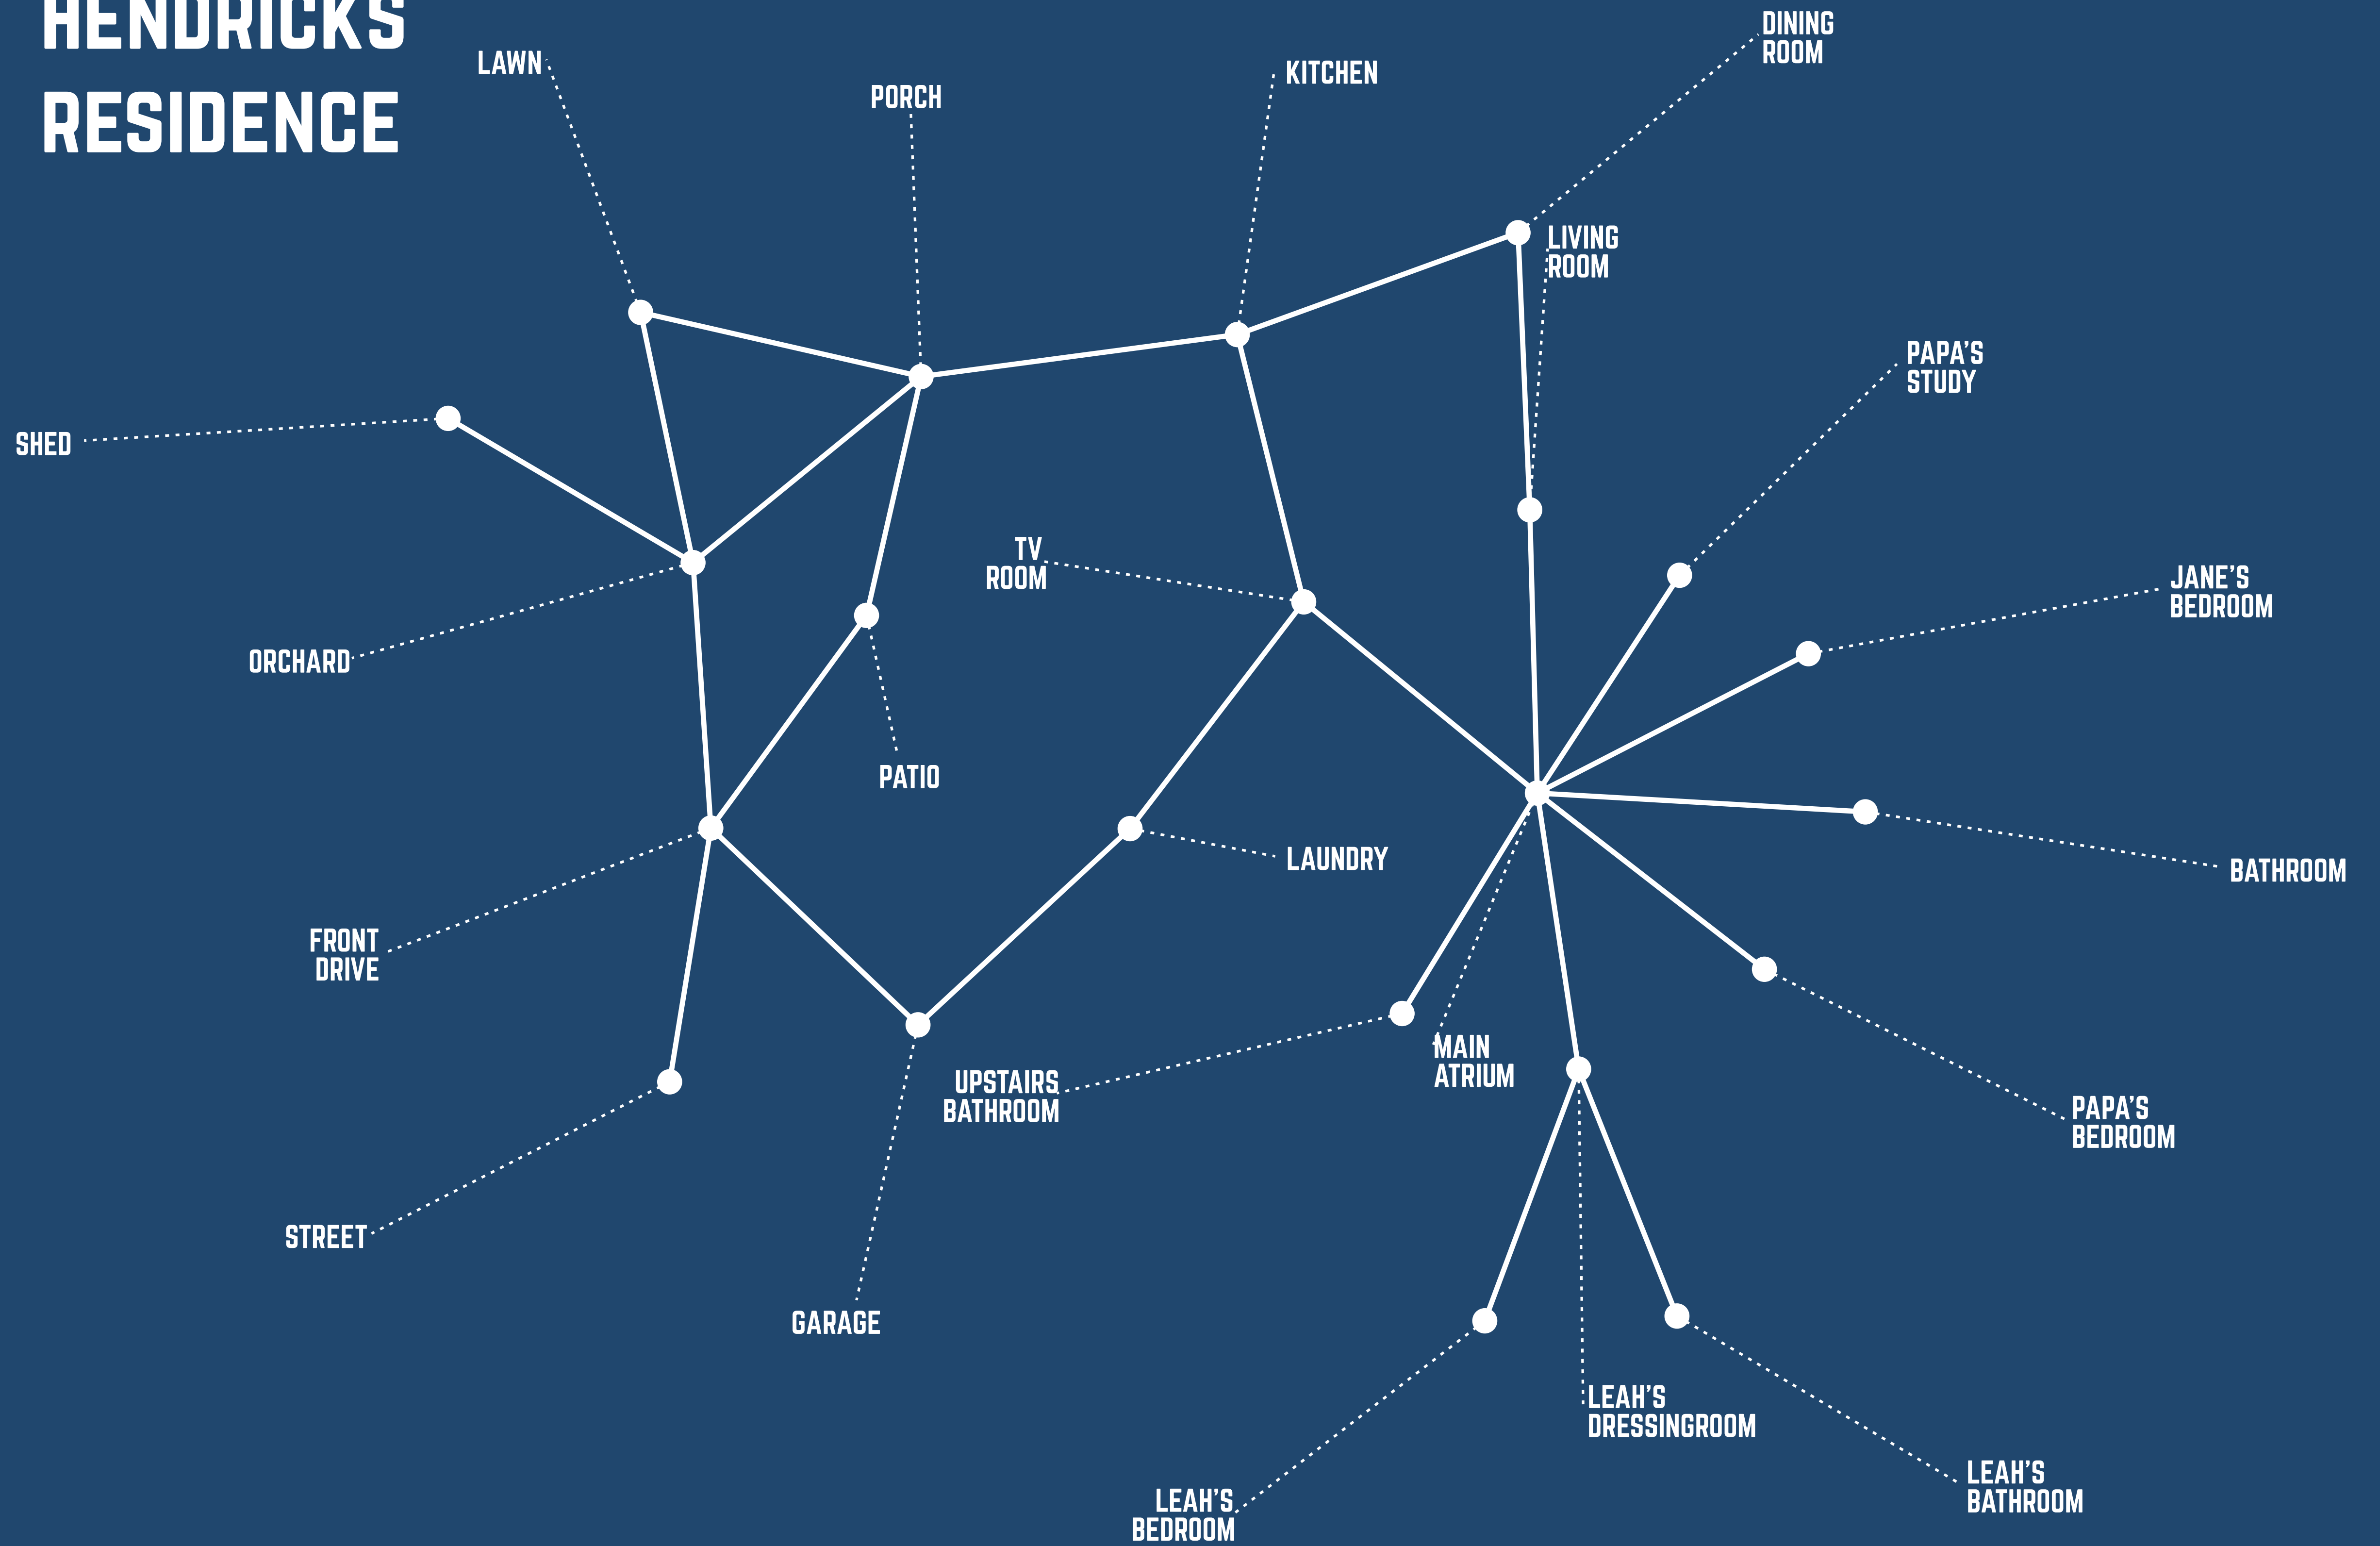 HENDRICKS
RESIDENCE
LAWN
PORCH
KITCHEN
DINING
ROOM
LIVING
ROOM
PAPA'S
STUDY
SHED
TV
ROOM
JANE'S
BEDROOM
ORCHARD
PATIO
LAUNDRY
BATHROOM
FRONT
DRIVE
MAIN
ATRIUM
UPSTAIRS
BATHROOM
PAPA'S
BEDROOM
STREET
GARAGE
LEAH'S
DRESSINGROOM
LEAH'S
BATHROOM
LEAH'S
BEDROOM